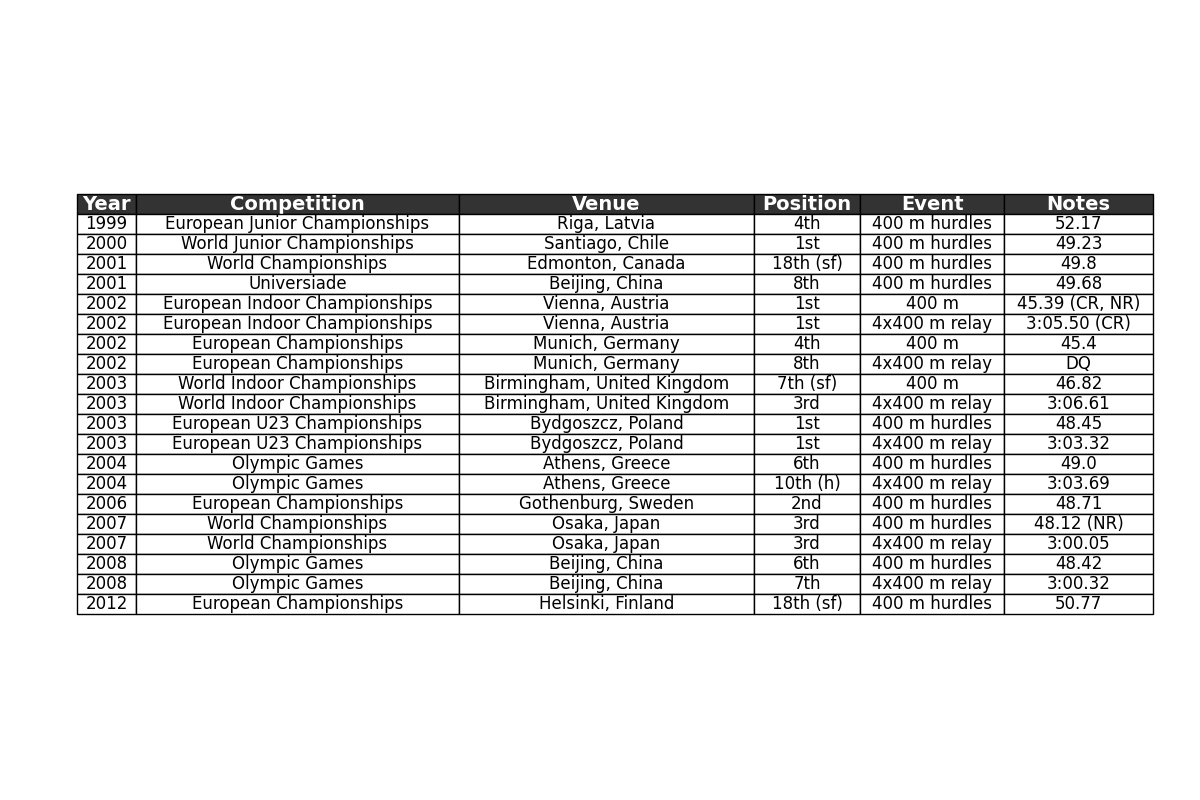 Year Competition Venue Position Event Notes
1999 European Junior Championships Riga, Latvia 4th 400 m hurdles 52.17
2000 World Junior Championships Santiago, Chile 1st 400 m hurdles 49.23
2001 World Championships Edmonton, Canada 18th (sf) 400 m hurdles 49.8
2001 Universiade Beijing, China 8th 400 m hurdles 49.68
2002 European Indoor Championships Vienna, Austria 1st 400 m 45.39 (CR, NR)
2002 European Indoor Championships Vienna, Austria 1st 4x400 m relay 3:05.50 (CR)
2002 European Championships Munich, Germany 4th 400 m 45.4
2002 European Championships Munich, Germany 8th 4x400 m relay DQ
2003 World Indoor Championships Birmingham, United Kingdom 7th (sf) 400 m 46.82
2003 World Indoor Championships Birmingham, United Kingdom 3rd 4x400 m relay 3:06.61
2003 European U23 Championships Bydgoszcz, Poland 1st 400 m hurdles 48.45
2003 European U23 Championships Bydgoszcz, Poland 1st 4x400 m relay 3:03.32
2004 Olympic Games Athens, Greece 6th 400 m hurdles 49.0
2004 Olympic Games Athens, Greece 10th (h) 4x400 m relay 3:03.69
2006 European Championships Gothenburg, Sweden 2nd 400 m hurdles 48.71
2007 World Championships Osaka, Japan 3rd 400 m hurdles 48.12 (NR)
2007 World Championships Osaka, Japan 3rd 4x400 m relay 3:00.05
2008 Olympic Games Beijing, China 6th 400 m hurdles 48.42
2008 Olympic Games Beijing, China 7th 4x400 m relay 3:00.32
2012 European Championships Helsinki, Finland 18th (sf) 400 m hurdles 50.77